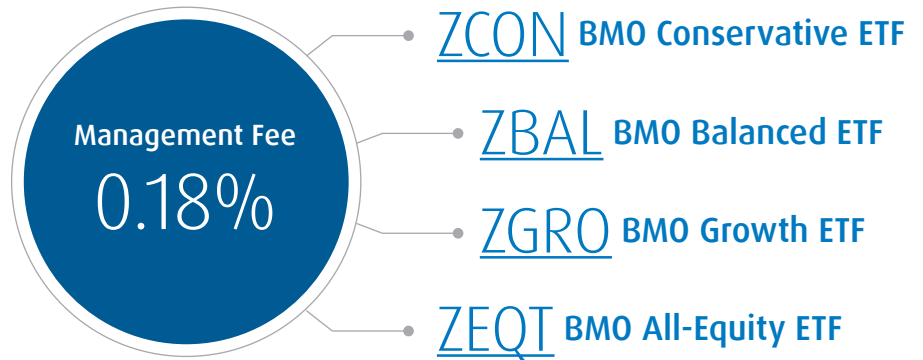 Management Fee
0.18%
ZCON BMO Conservative ETF
ZBAL BMO Balanced ETF
ZGRO BMO Growth ETF
ZEQT BMO All-Equity ETF